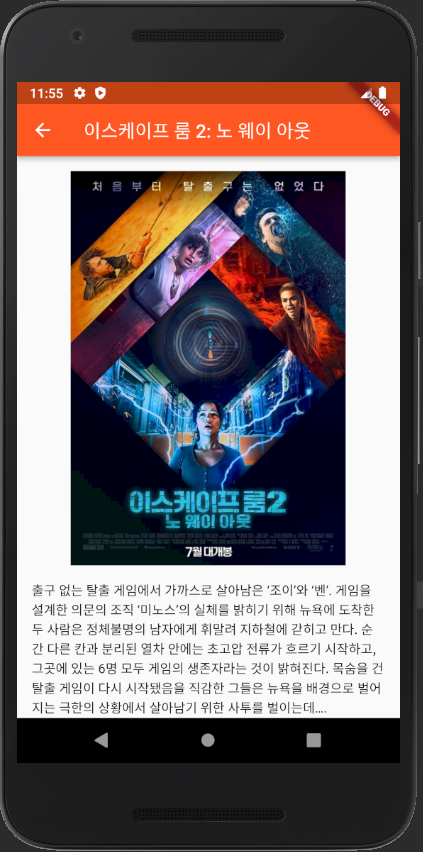 11:55
DEBUG
이스케이프 룸 2: 노 웨이 아웃
처음부터 탈출구는 없었다
이스케이프 룸2
노 웨이 아웃
7월 대개봉
SONY
출구 없는 탈출 게임에서 가까스로 살아남은 ‘조이’와 ‘벤’. 게임을
설계한 의문의 조직 ‘미노스’의 실체를 밝히기 위해 뉴욕에 도착한
두 사람은 정체불명의 남자에게 휘말려 지하철에 갇히고 만다. 순
간 다른 칸과 분리된 열차 안에는 초고압 전류가 흐르기 시작하고,
그곳에 있는 6명 모두 게임의 생존자라는 것이 밝혀진다. 목숨을 건
탈출 게임이 다시 시작됐음을 직감한 그들은 뉴욕을 배경으로 벌어
지는 극한의 상황에서 살아남기 위한 사투를 벌이는데....